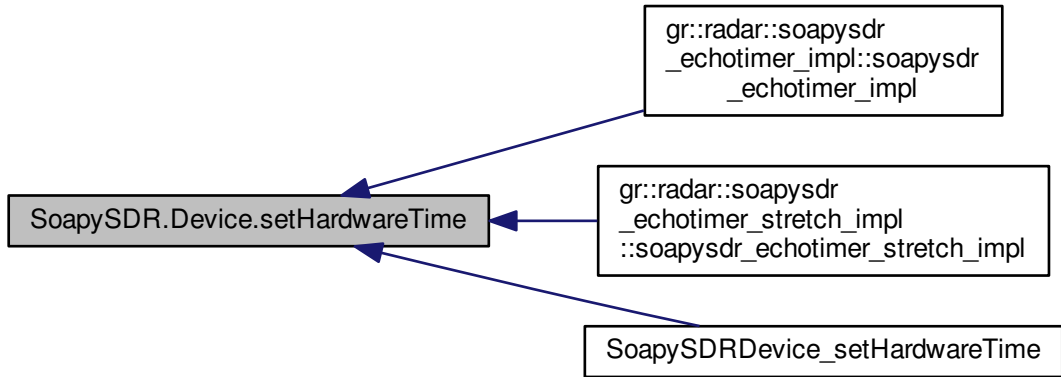 gr::radar::soapysdr
_echotimer_impl::soapysdr
_echotimer_impl
SoapySDR.Device.setHardwareTime
gr::radar::soapysdr
_echotimer_stretch_impl
::soapysdr_echotimer_stretch_impl
SoapySDRDevice_setHardwareTime